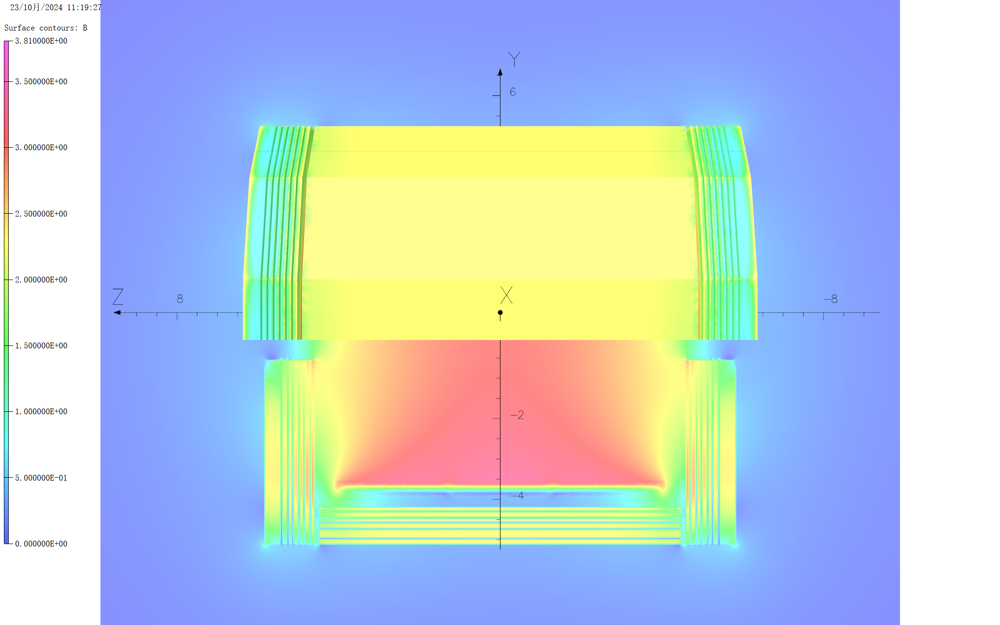 23/10月/2024 11:19:27
Surface contours: B
3.810000E+00
3.500000E+00
3.000000E+00
2.500000E+00
2.000000E+00
1.500000E+00
1.000000E+00
5.000000E-01
0.000000E+00
Y
6
Z
8
X
-8
-2
-4